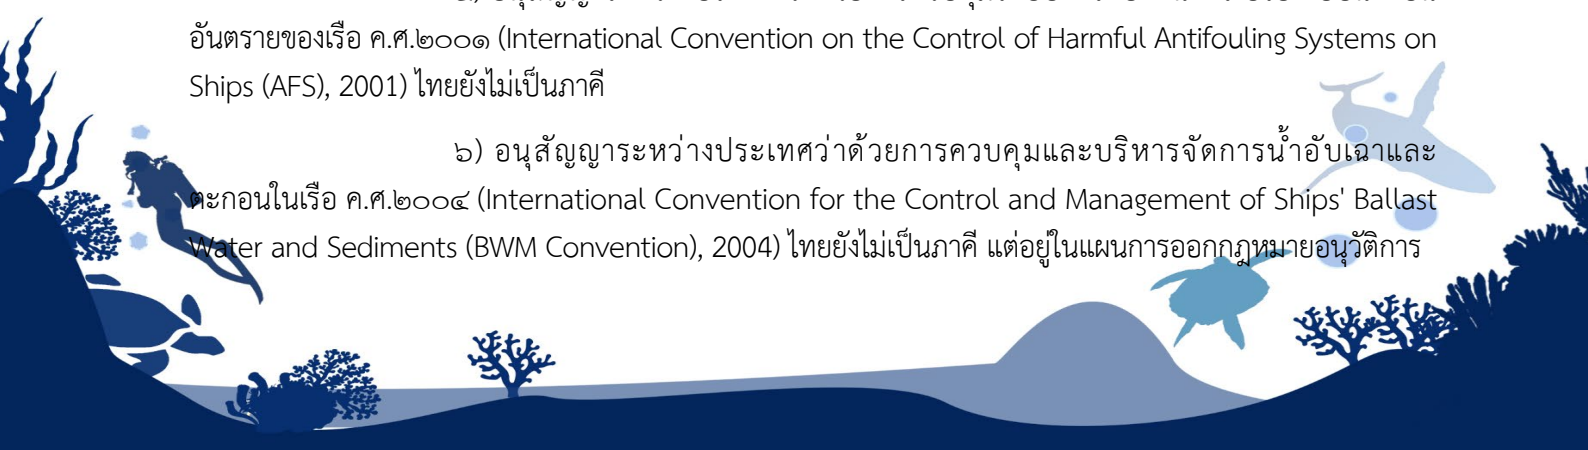 อันตรายของเรือ ค.ศ.๒๐๐๑ (International Convention on the Control of Harmful Antifouling Systems on
Ships (AFS), 2001) ไทยยังไม่เป็นภาคี
๖) อนุสัญญาระหว่างประเทศว่าด้วยการควบคุมและบริหารจัดการน้ำอับเฉาและ
ตะกอนในเรือ ค.ศ.๒๐๐๔ (International Convention for the Control and Management of Ships' Ballast
Water and Sediments (BWM Convention), 2004) ไทยยังไม่เป็นภาคี แต่อยู่ในแผนการออกกฎหมายอนุวัติการ